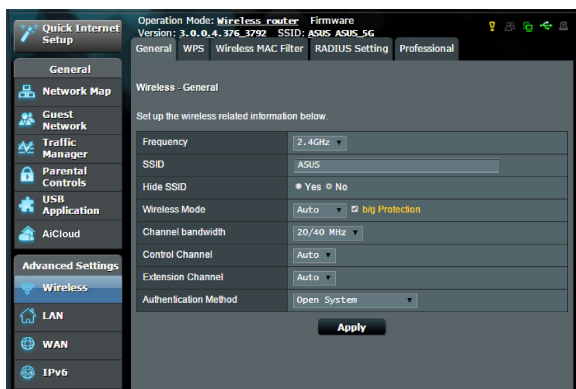 Quick Internet
Setup
Operation Mode: Wireless router Firmware
Version: 3.0.0.4.376_3792 SSID: ASUS ASUS_5G
General WPS Wireless MAC Filter RADIUS Setting Professional
General
Network Map
Guest
Network
Traffic
Manager
Parental
Controls
USB
Application
AiCloud
Advanced Settings
Wireless
LAN
WAN
IPv6
Wireless - General
Set up the wireless related information below.
Frequency 2.4GHz
SSID ASUS
Hide SSID Yes No
Wireless Mode Auto b/g Protection
Channel bandwidth 20/40 MHz
Control Channel Auto
Extension Channel Auto
Authentication Method Open System
Apply